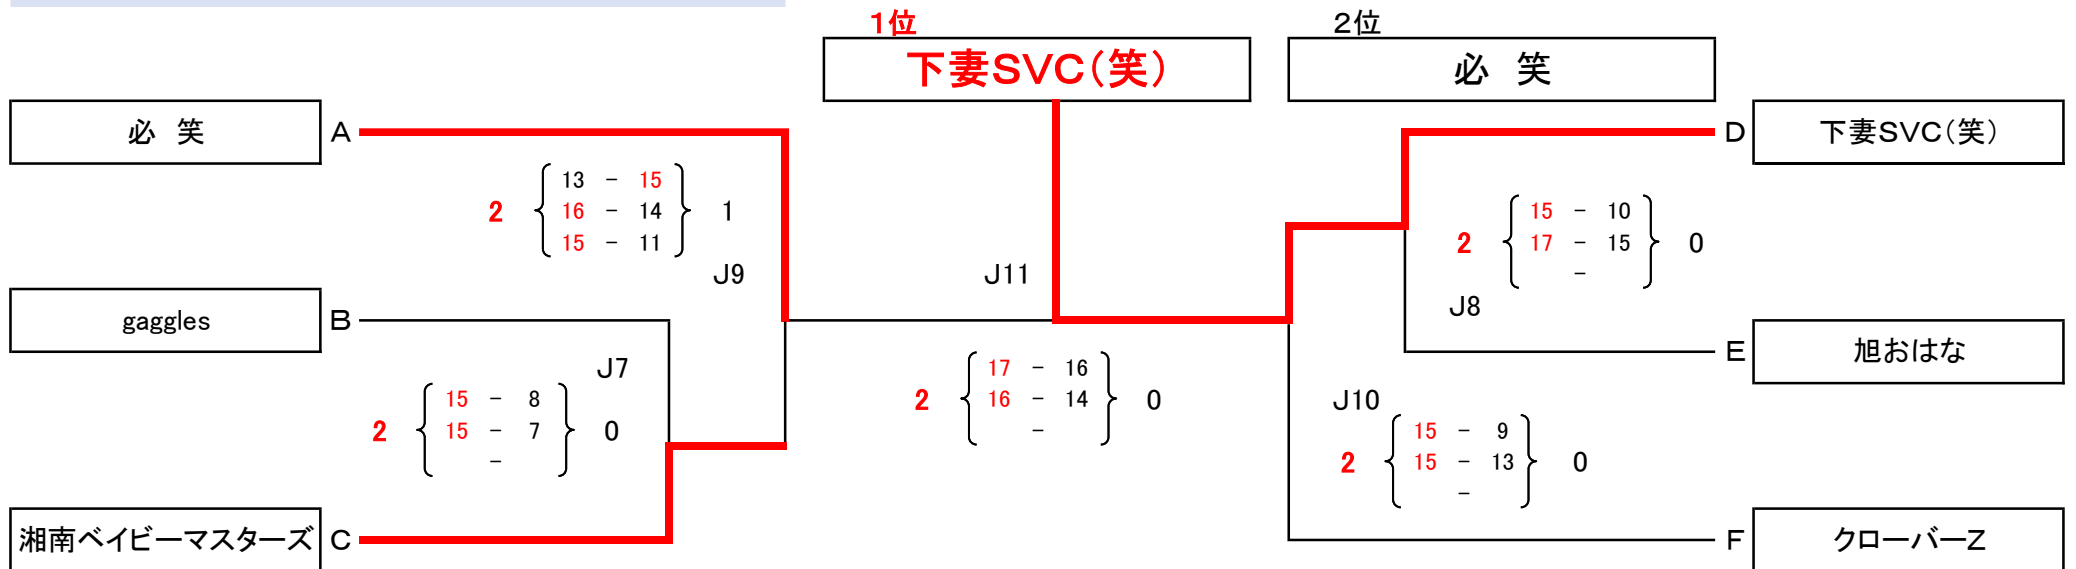 1位
2位
下妻SVC(笑)
必 笑
必 笑
A
D
下妻SVC(笑)
13 - 15
2 16 - 14 1
15 - 11
15 - 10
2 17 - 15 0
-
J9
J11
J8
gaggles
B
E
旭おはな
J7
15 - 8
2 15 - 7 0
-
17 - 16
2 16 - 14 0
-
J10
15 - 9
2 15 - 13 0
-
湘南ベイビーマスターズ
C
F
クローバーZ